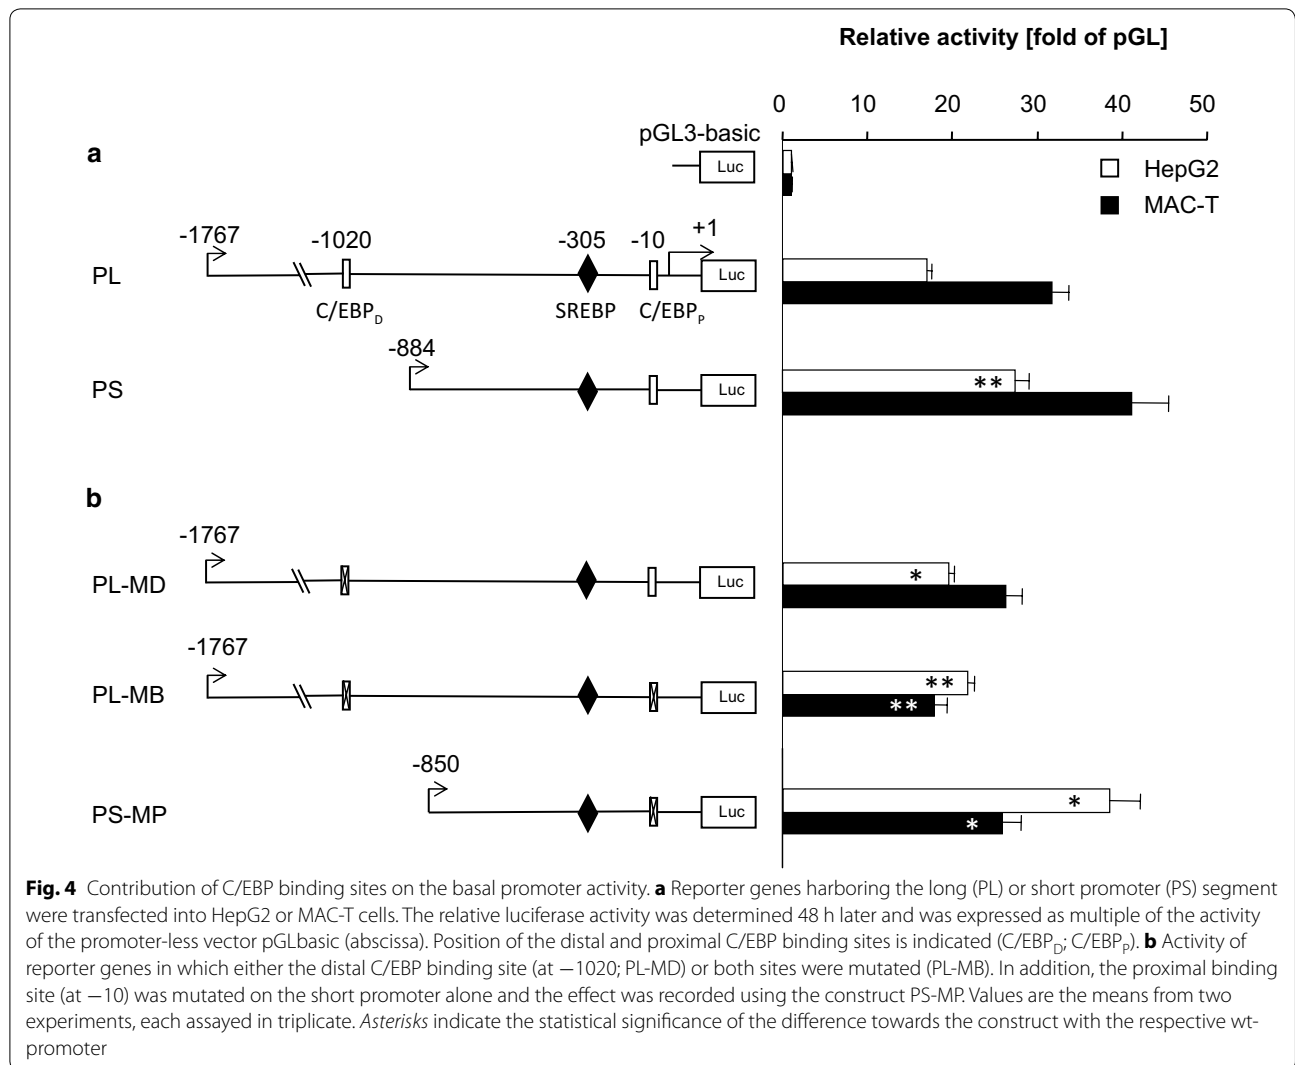 Relative activity [fold of pGL]
0 10 20 30 40 50
pGL3-basic
a
Luc
HepG2
MAC-T
-1767 -1020 -305 -10 +1
PL
Luc
C/EBPD SREBP C/EBPP
-884
PS
Luc
**
b
-1767
PL-MD
Luc
*
-1767
PL-MB
Luc
**
**
-850
PS-MP
Luc
*
*
Fig. 4 Contribution of C/EBP binding sites on the basal promoter activity. a Reporter genes harboring the long (PL) or short promoter (PS) segment
were transfected into HepG2 or MAC-T cells. The relative luciferase activity was determined 48 h later and was expressed as multiple of the activity
of the promoter-less vector pGLbasic (abscissa). Position of the distal and proximal C/EBP binding sites is indicated (C/EBPD; C/EBPP). b Activity of
reporter genes in which either the distal C/EBP binding site (at −1020; PL-MD) or both sites were mutated (PL-MB). In addition, the proximal binding
site (at −10) was mutated on the short promoter alone and the effect was recorded using the construct PS-MP. Values are the means from two
experiments, each assayed in triplicate. Asterisks indicate the statistical significance of the difference towards the construct with the respective wt-
promoter